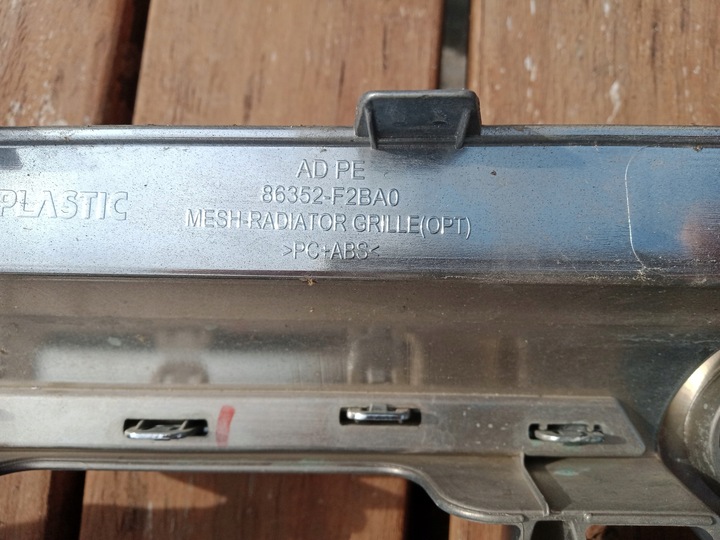 AD PE
86352-F2BA0
PLASTIC
MESH-RADIATOR GRILLE(OPT)
>PC+ABS<